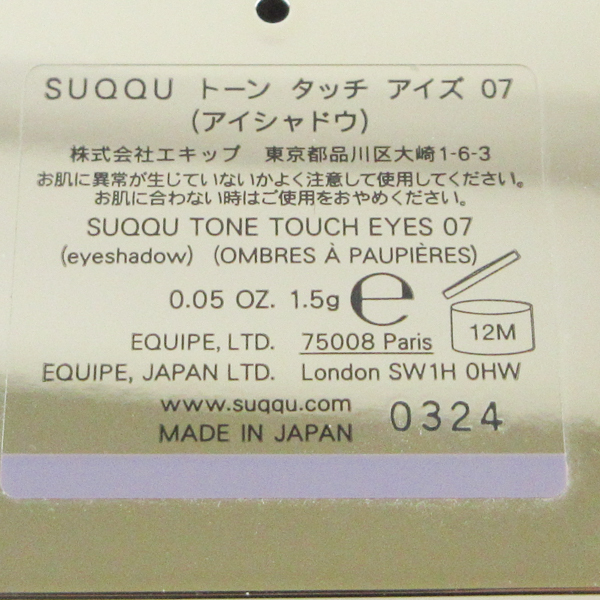 SUQQU トーン タッチ アイズ 07
(アイシャドウ)
株式会社エキップ 東京都品川区大崎1-6-3
お肌に異常が生じていないかよく注意して使用してください。
お肌に合わない時はご使用をおやめください。
SUQQU TONE TOUCH EYES 07
(eyeshadow) (OMBRES À PAUPIÈRES)
0.05 OZ. 1.5g ℮
12M
EQUIPE, LTD. 75008 Paris
EQUIPE, JAPAN LTD. London SW1H 0HW
www.suqqu.com
0324
MADE IN JAPAN